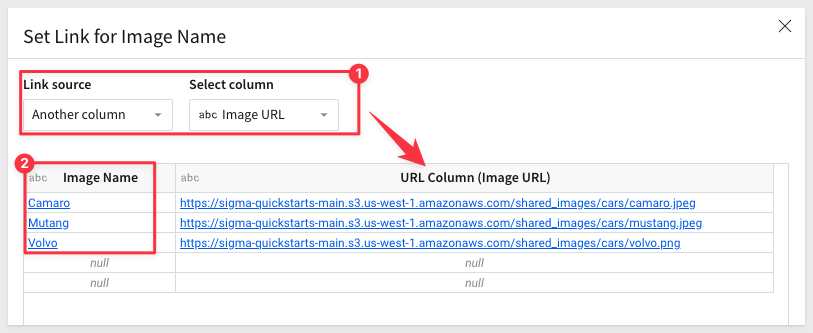 Set Link for Image Name
1
Link source Select column
Another column abc Image URL
2
abc Image Name abc URL Column (Image URL)
Camaro https://sigma-quickstarts-main.s3.us-west-1.amazonaws.com/shared_images/cars/camaro.jpeg
Mutang https://sigma-quickstarts-main.s3.us-west-1.amazonaws.com/shared_images/cars/mustang.jpeg
Volvo https://sigma-quickstarts-main.s3.us-west-1.amazonaws.com/shared_images/cars/volvo.png
null null
null null